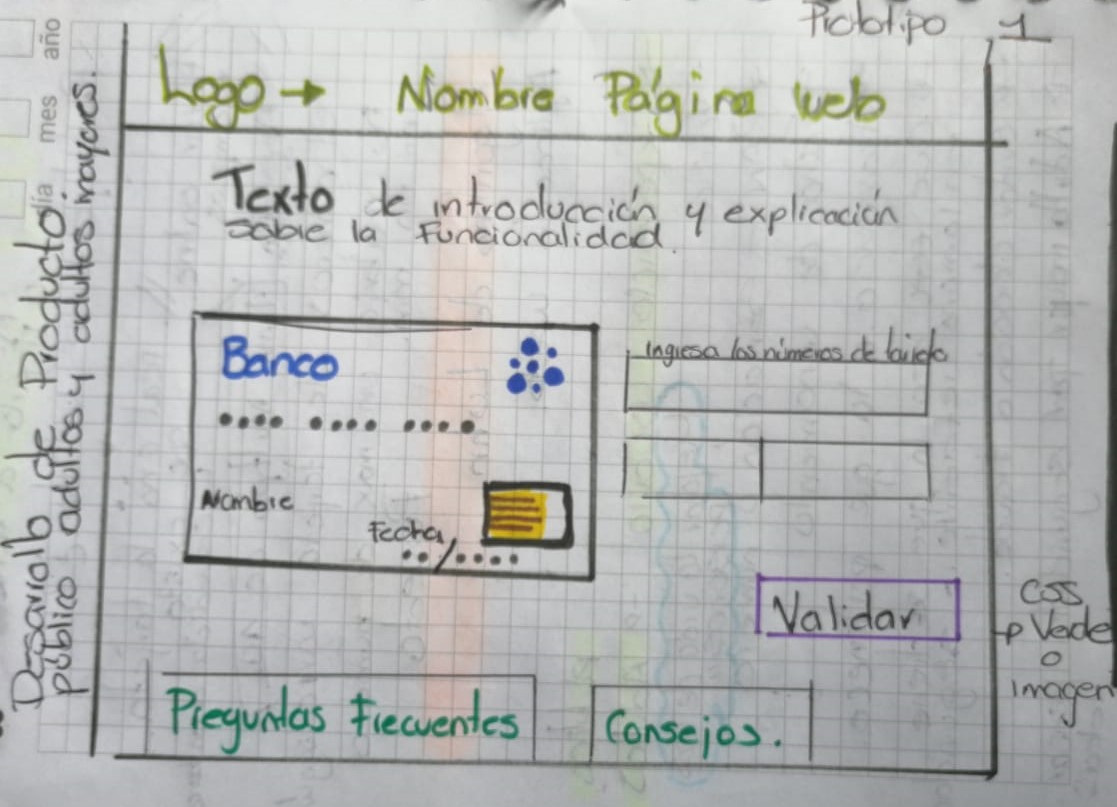 Prototipo 1
Logo → Nombre Página web
Texto de introducción y explicación
sobre la Funcionalidad.
Banco
Nombre
Fecha
Ingresa los números de tarjeta
Validar
Preguntas Frecuentes
Consejos.
CSS
Verde
o
imagen
Desarrollo de Producto:
público adultos y adultos mayores.
año
mes